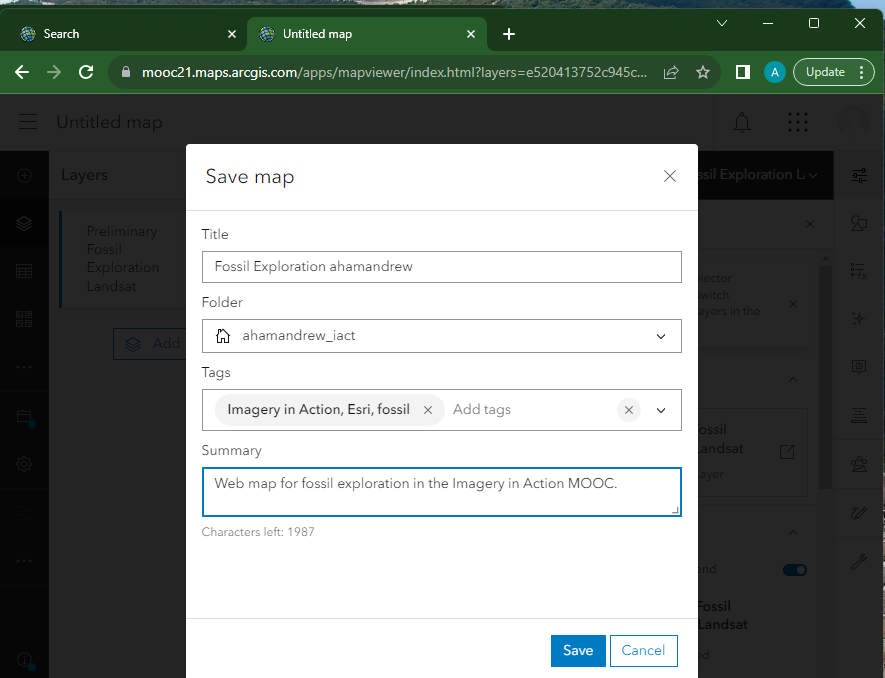 Search
Untitled map
mooc21.maps.arcgis.com/apps/mapviewer/index.html?layers=e520413752c945c...
A
Update
Untitled map
Layers
ssil Exploration L
Save map
Title
Fossil Exploration ahamandrew
Folder
ahamandrew_iact
Tags
Imagery in Action, Esri, fossil
Add tags
Summary
Web map for fossil exploration in the Imagery in Action MOOC.
Characters left: 1987
Save
Cancel
Preliminary
Fossil
Exploration
Landsat
Add
lector
switch
ayers in the
ossil
andsat
ayer
end
Fossil
Landsat
ed